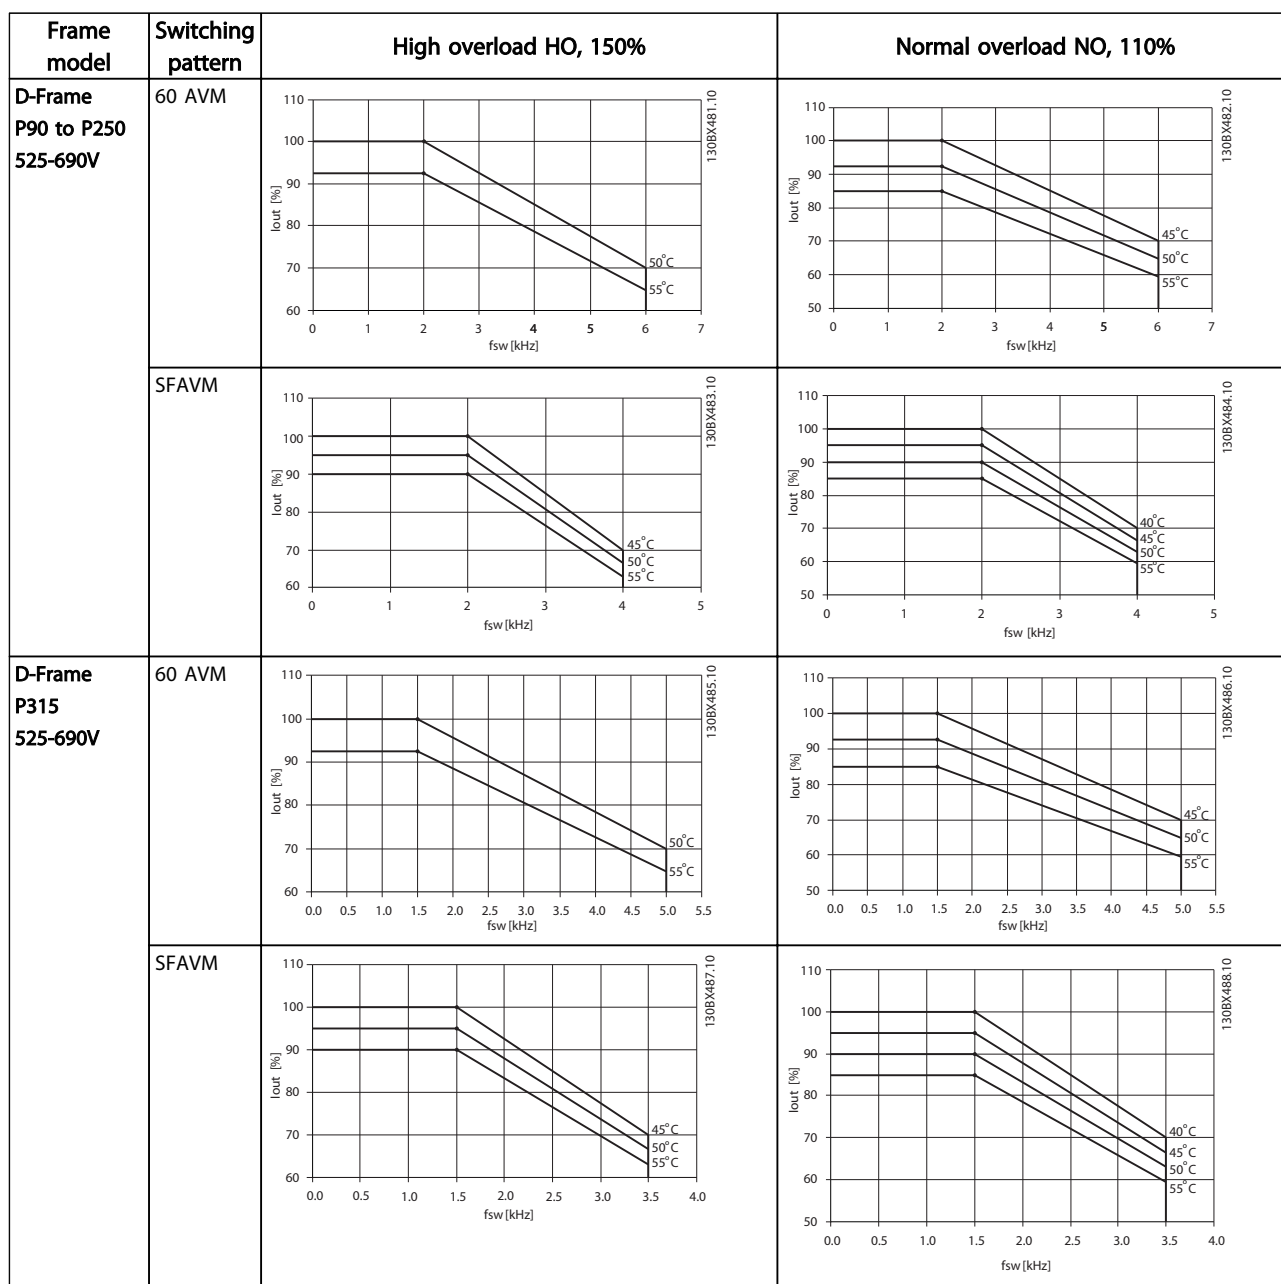 Frame model
Switching pattern
High overload HO, 150%
Normal overload NO, 110%
D-Frame
P90 to P250
525-690V
60 AVM
110
100
90
80
70
60
Iout [%]
0 1 2 3 4 5 6 7
fsw [kHz]
50°C
55°C
130BX481.10
110
100
90
80
70
60
50
Iout [%]
0 1 2 3 4 5 6 7
fsw [kHz]
45°C
50°C
55°C
130BX482.10
SFAVM
110
100
90
80
70
60
Iout [%]
0 1 2 3 4 5
fsw [kHz]
45°C
50°C
55°C
130BX483.10
110
100
90
80
70
60
50
Iout [%]
0 1 2 3 4 5
fsw [kHz]
40°C
45°C
50°C
55°C
130BX484.10
D-Frame
P315
525-690V
60 AVM
110
100
90
80
70
60
Iout [%]
0.0 0.5 1.0 1.5 2.0 2.5 3.0 3.5 4.0 4.5 5.0 5.5
fsw [kHz]
50°C
55°C
130BX485.10
110
100
90
80
70
60
50
Iout [%]
0.0 0.5 1.0 1.5 2.0 2.5 3.0 3.5 4.0 4.5 5.0 5.5
fsw [kHz]
45°C
50°C
55°C
130BX486.10
SFAVM
110
100
90
80
70
60
Iout [%]
0.0 0.5 1.0 1.5 2.0 2.5 3.0 3.5 4.0
fsw [kHz]
45°C
50°C
55°C
130BX487.10
110
100
90
80
70
60
50
Iout [%]
0.0 0.5 1.0 1.5 2.0 2.5 3.0 3.5 4.0
fsw [kHz]
40°C
45°C
50°C
55°C
130BX488.10